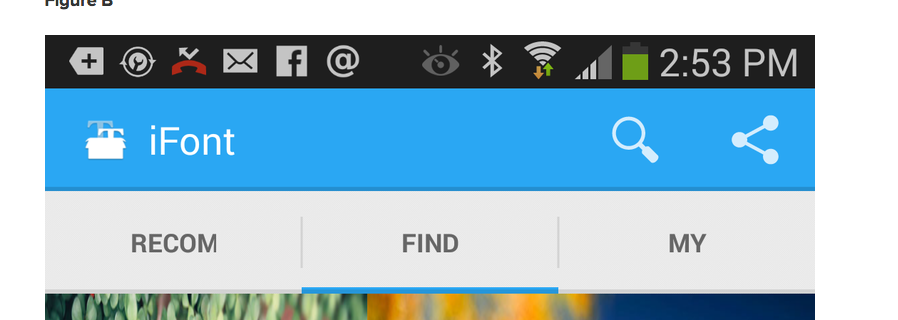 Figure B
2:53 PM
iFont
RECOM
FIND
MY